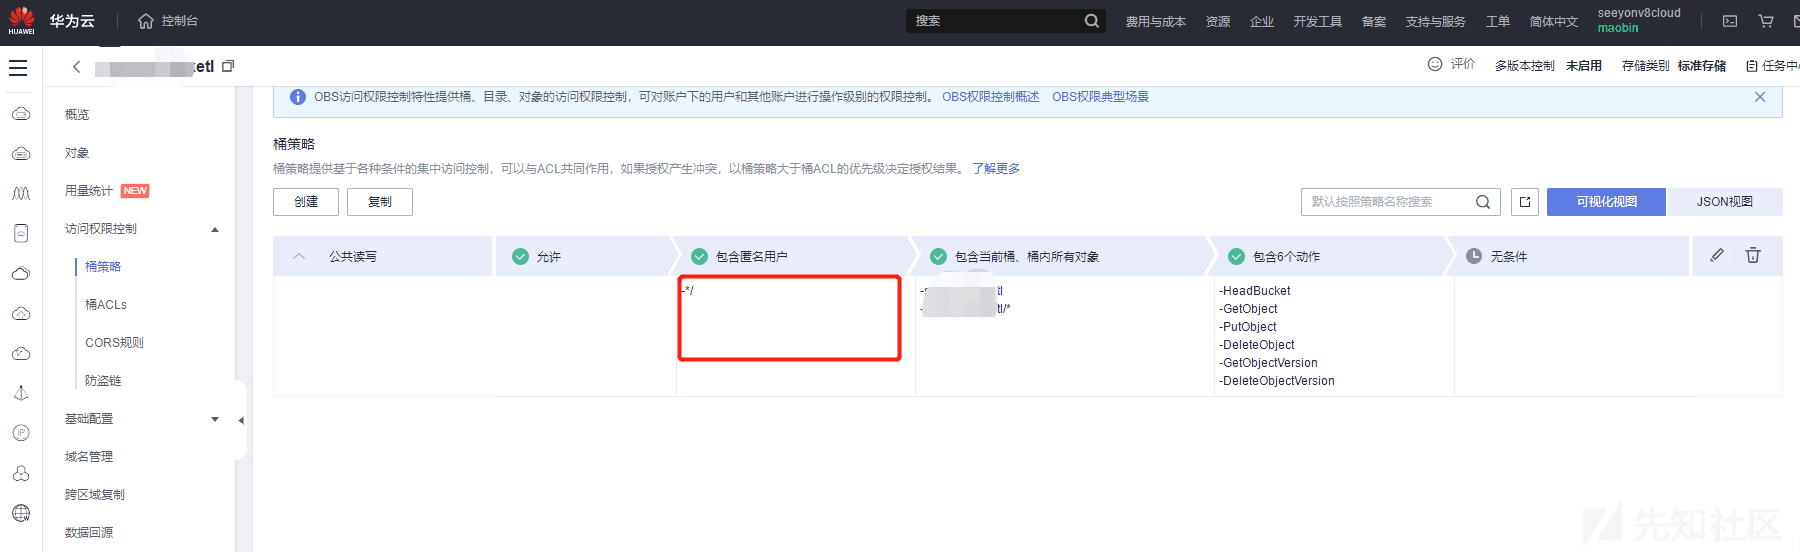 HUAWEI 华为云 控制台 搜索 费用与成本 资源 企业 开发工具 备案 支持与服务 工单 简体中文 seeyonv8cloud
maobin
etl 评价 多版本控制 未启用 存储类别 标准存储 任务中
OBS访问权限控制特性提供桶、目录、对象的访问权限控制，可对账户下的用户和其他账户进行操作级别的权限控制。 OBS权限控制概述 OBS权限典型场景
概览
对象
用量统计 NEW
访问权限控制
桶策略
桶ACLs
CORS规则
防盗链
基础配置
域名管理
跨区域复制
数据回源
桶策略
桶策略提供基于各种条件的集中访问控制，可以与ACL共同作用，如果授权产生冲突，以桶策略大于桶ACL的优先级决定授权结果。 了解更多
创建 复制 默认按照策略名称搜索 可视化视图 JSON视图
公共读写 允许 包含匿名用户 包含当前桶、桶内所有对象 包含6个动作 无条件
-*/
tl
tl/*
-HeadBucket
-GetObject
-PutObject
-DeleteObject
-GetObjectVersion
-DeleteObjectVersion
先知社区